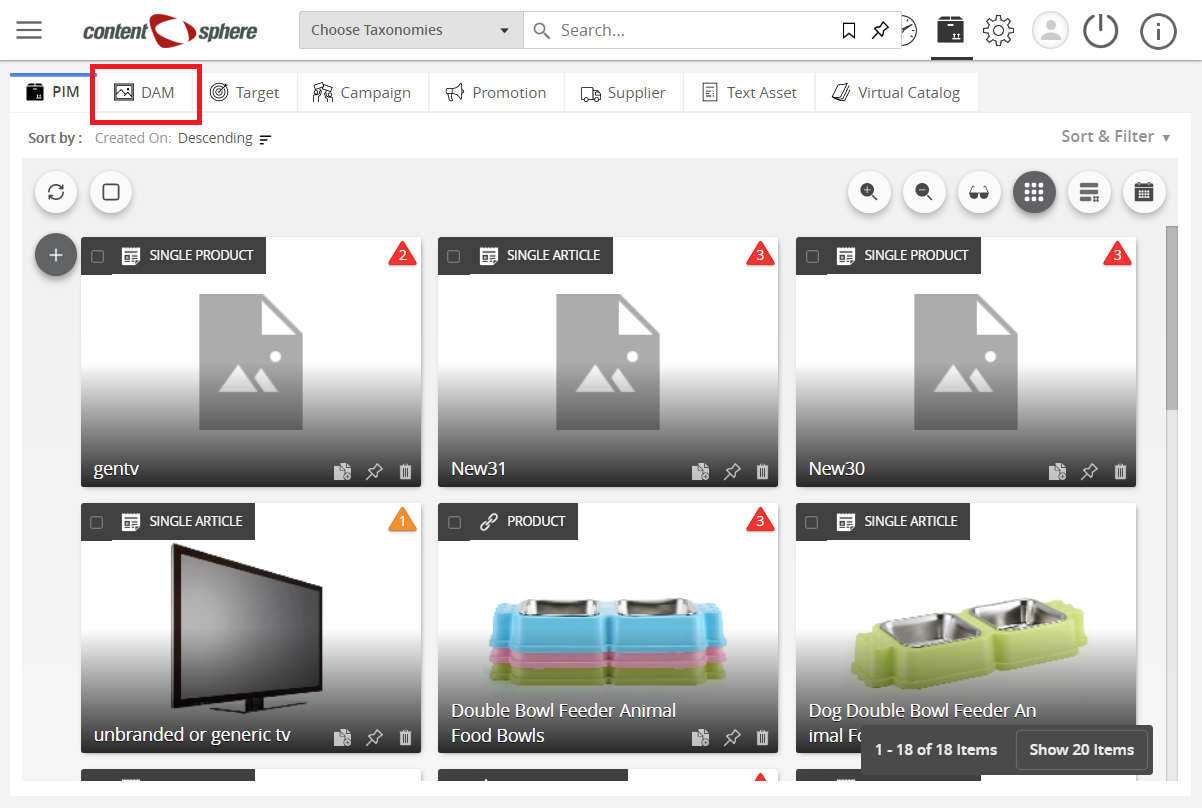 content sphere
Choose Taxonomies
Search...
PIM
DAM
Target
Campaign
Promotion
Supplier
Text Asset
Virtual Catalog
Sort by : Created On: Descending
Sort & Filter
SINGLE PRODUCT
2
gentv
SINGLE ARTICLE
3
New31
SINGLE PRODUCT
3
New30
SINGLE ARTICLE
1
unbranded or generic tv
PRODUCT
3
Double Bowl Feeder Animal
Food Bowls
SINGLE ARTICLE
Dog Double Bowl Feeder An
imal Fo
1 - 18 of 18 Items
Show 20 Items